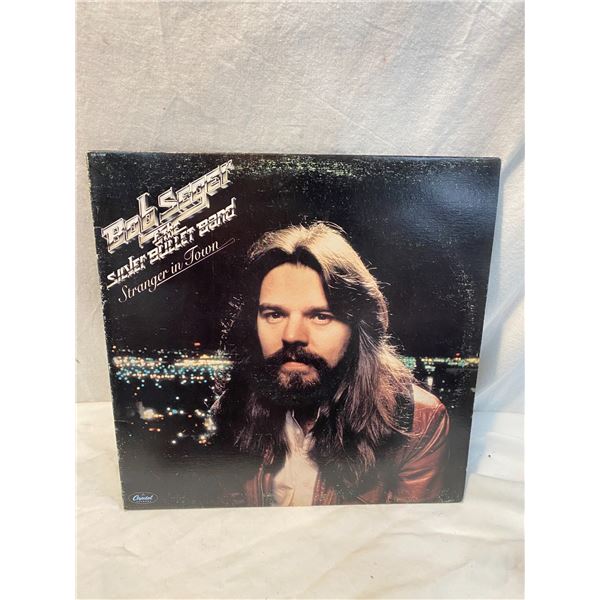 Bob Seger
& the
SILVER BULLET Band
Stranger in Town
Capitol